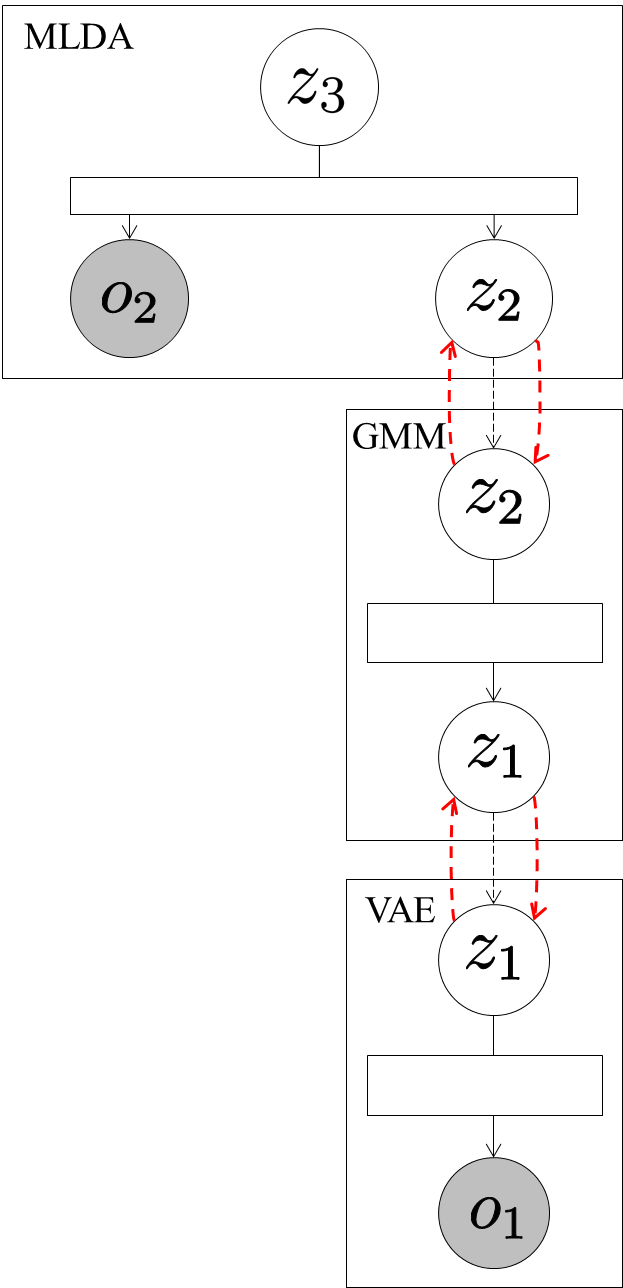 MLDA
z₃
o₂ z₂
GMM
z₂
z₁
VAE
z₁
o₁